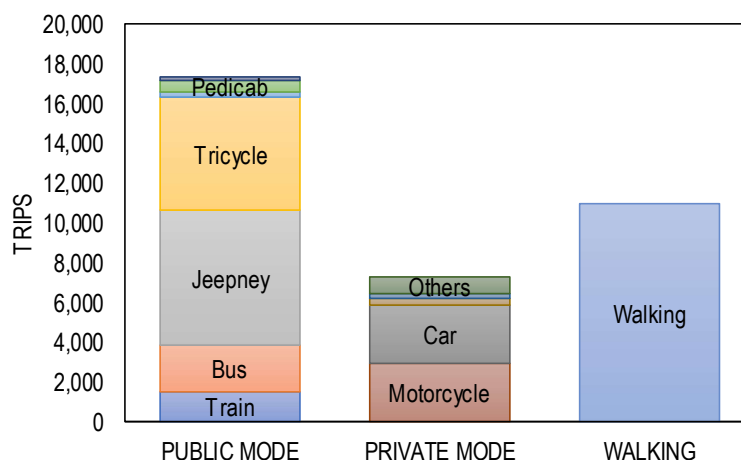 20,000
18,000
16,000
14,000
12,000
10,000
8,000
6,000
4,000
2,000
0
TRIPS
Pedicab
Tricycle
Jeepney
Bus
Train
Others
Car
Motorcycle
Walking
PUBLIC MODE
PRIVATE MODE
WALKING